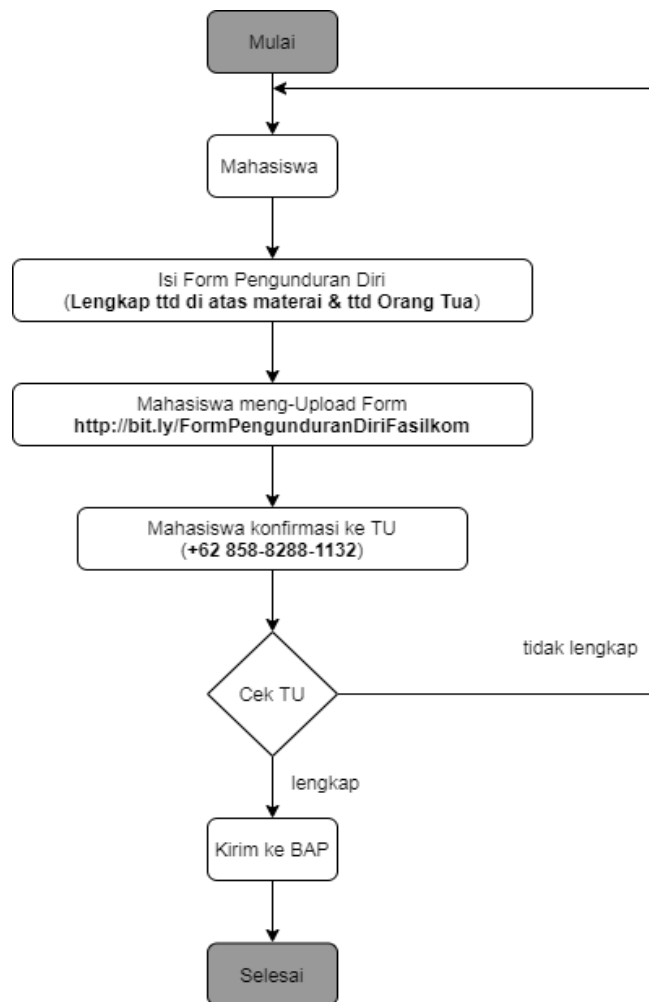 Mulai
Mahasiswa
Isi Form Pengunduran Diri
(Lengkap ttd di atas materai & ttd Orang Tua)
Mahasiswa meng-Upload Form
http://bit.ly/FormPengunduranDiriFasilkom
Mahasiswa konfirmasi ke TU
(+62 858-8288-1132)
tidak lengkap
Cek TU
lengkap
Kirim ke BAP
Selesai